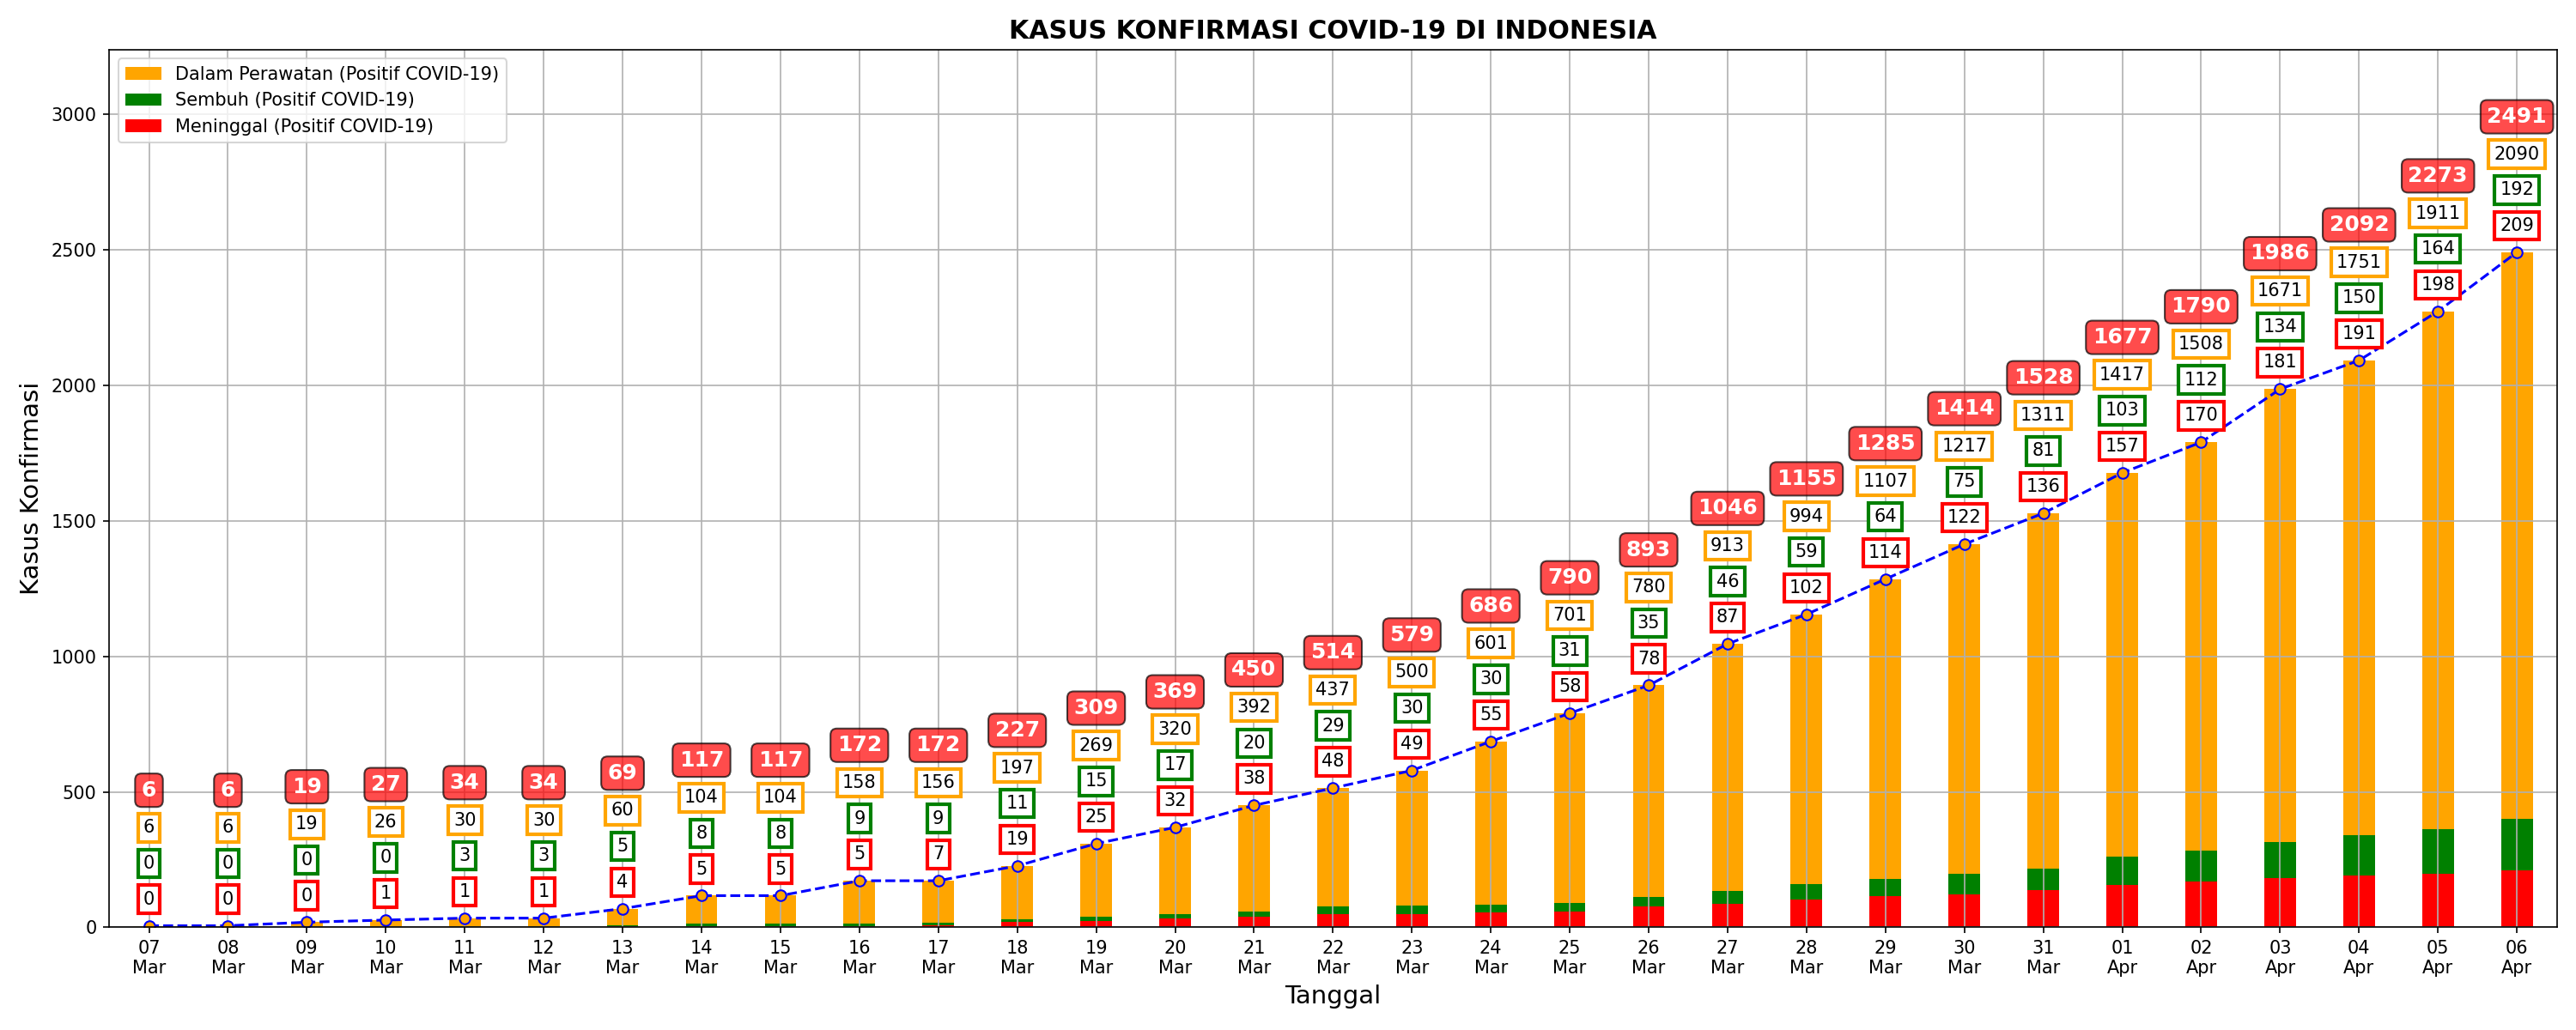 KASUS KONFIRMASI COVID-19 DI INDONESIA
Dalam Perawatan (Positif COVID-19)
Sembuh (Positif COVID-19)
Meninggal (Positif COVID-19)
Kasus Konfirmasi
3000
2500
2000
1500
1000
500
0
6 6 0 0
6 6 0 0
19 19 0 0
27 26 0 1
34 30 3 1
34 30 3 1
69 60 5 4
117 104 8 5
117 104 8 5
172 158 9 5
172 156 9 7
227 197 11 19
309 269 15 25
369 320 17 32
450 392 20 38
514 437 29 48
579 500 30 49
686 601 30 55
790 701 31 58
893 780 35 78
1046 913 46 87
1155 994 59 102
1285 1107 64 114
1414 1217 75 122
1528 1311 81 136
1677 1417 103 157
1790 1508 112 170
1986 1671 134 181
2092 1751 150 191
2273 1911 164 198
2491 2090 192 209
07 08 09 10 11 12 13 14 15 16 17 18 19 20 21 22 23 24 25 26 27 28 29 30 31 01 02 03 04 05 06
Mar Mar Mar Mar Mar Mar Mar Mar Mar Mar Mar Mar Mar Mar Mar Mar Mar Mar Mar Mar Mar Mar Mar Mar Mar Apr Apr Apr Apr Apr Apr
Tanggal